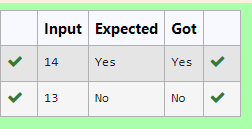 Input Expected Got
14 Yes Yes
13 No No